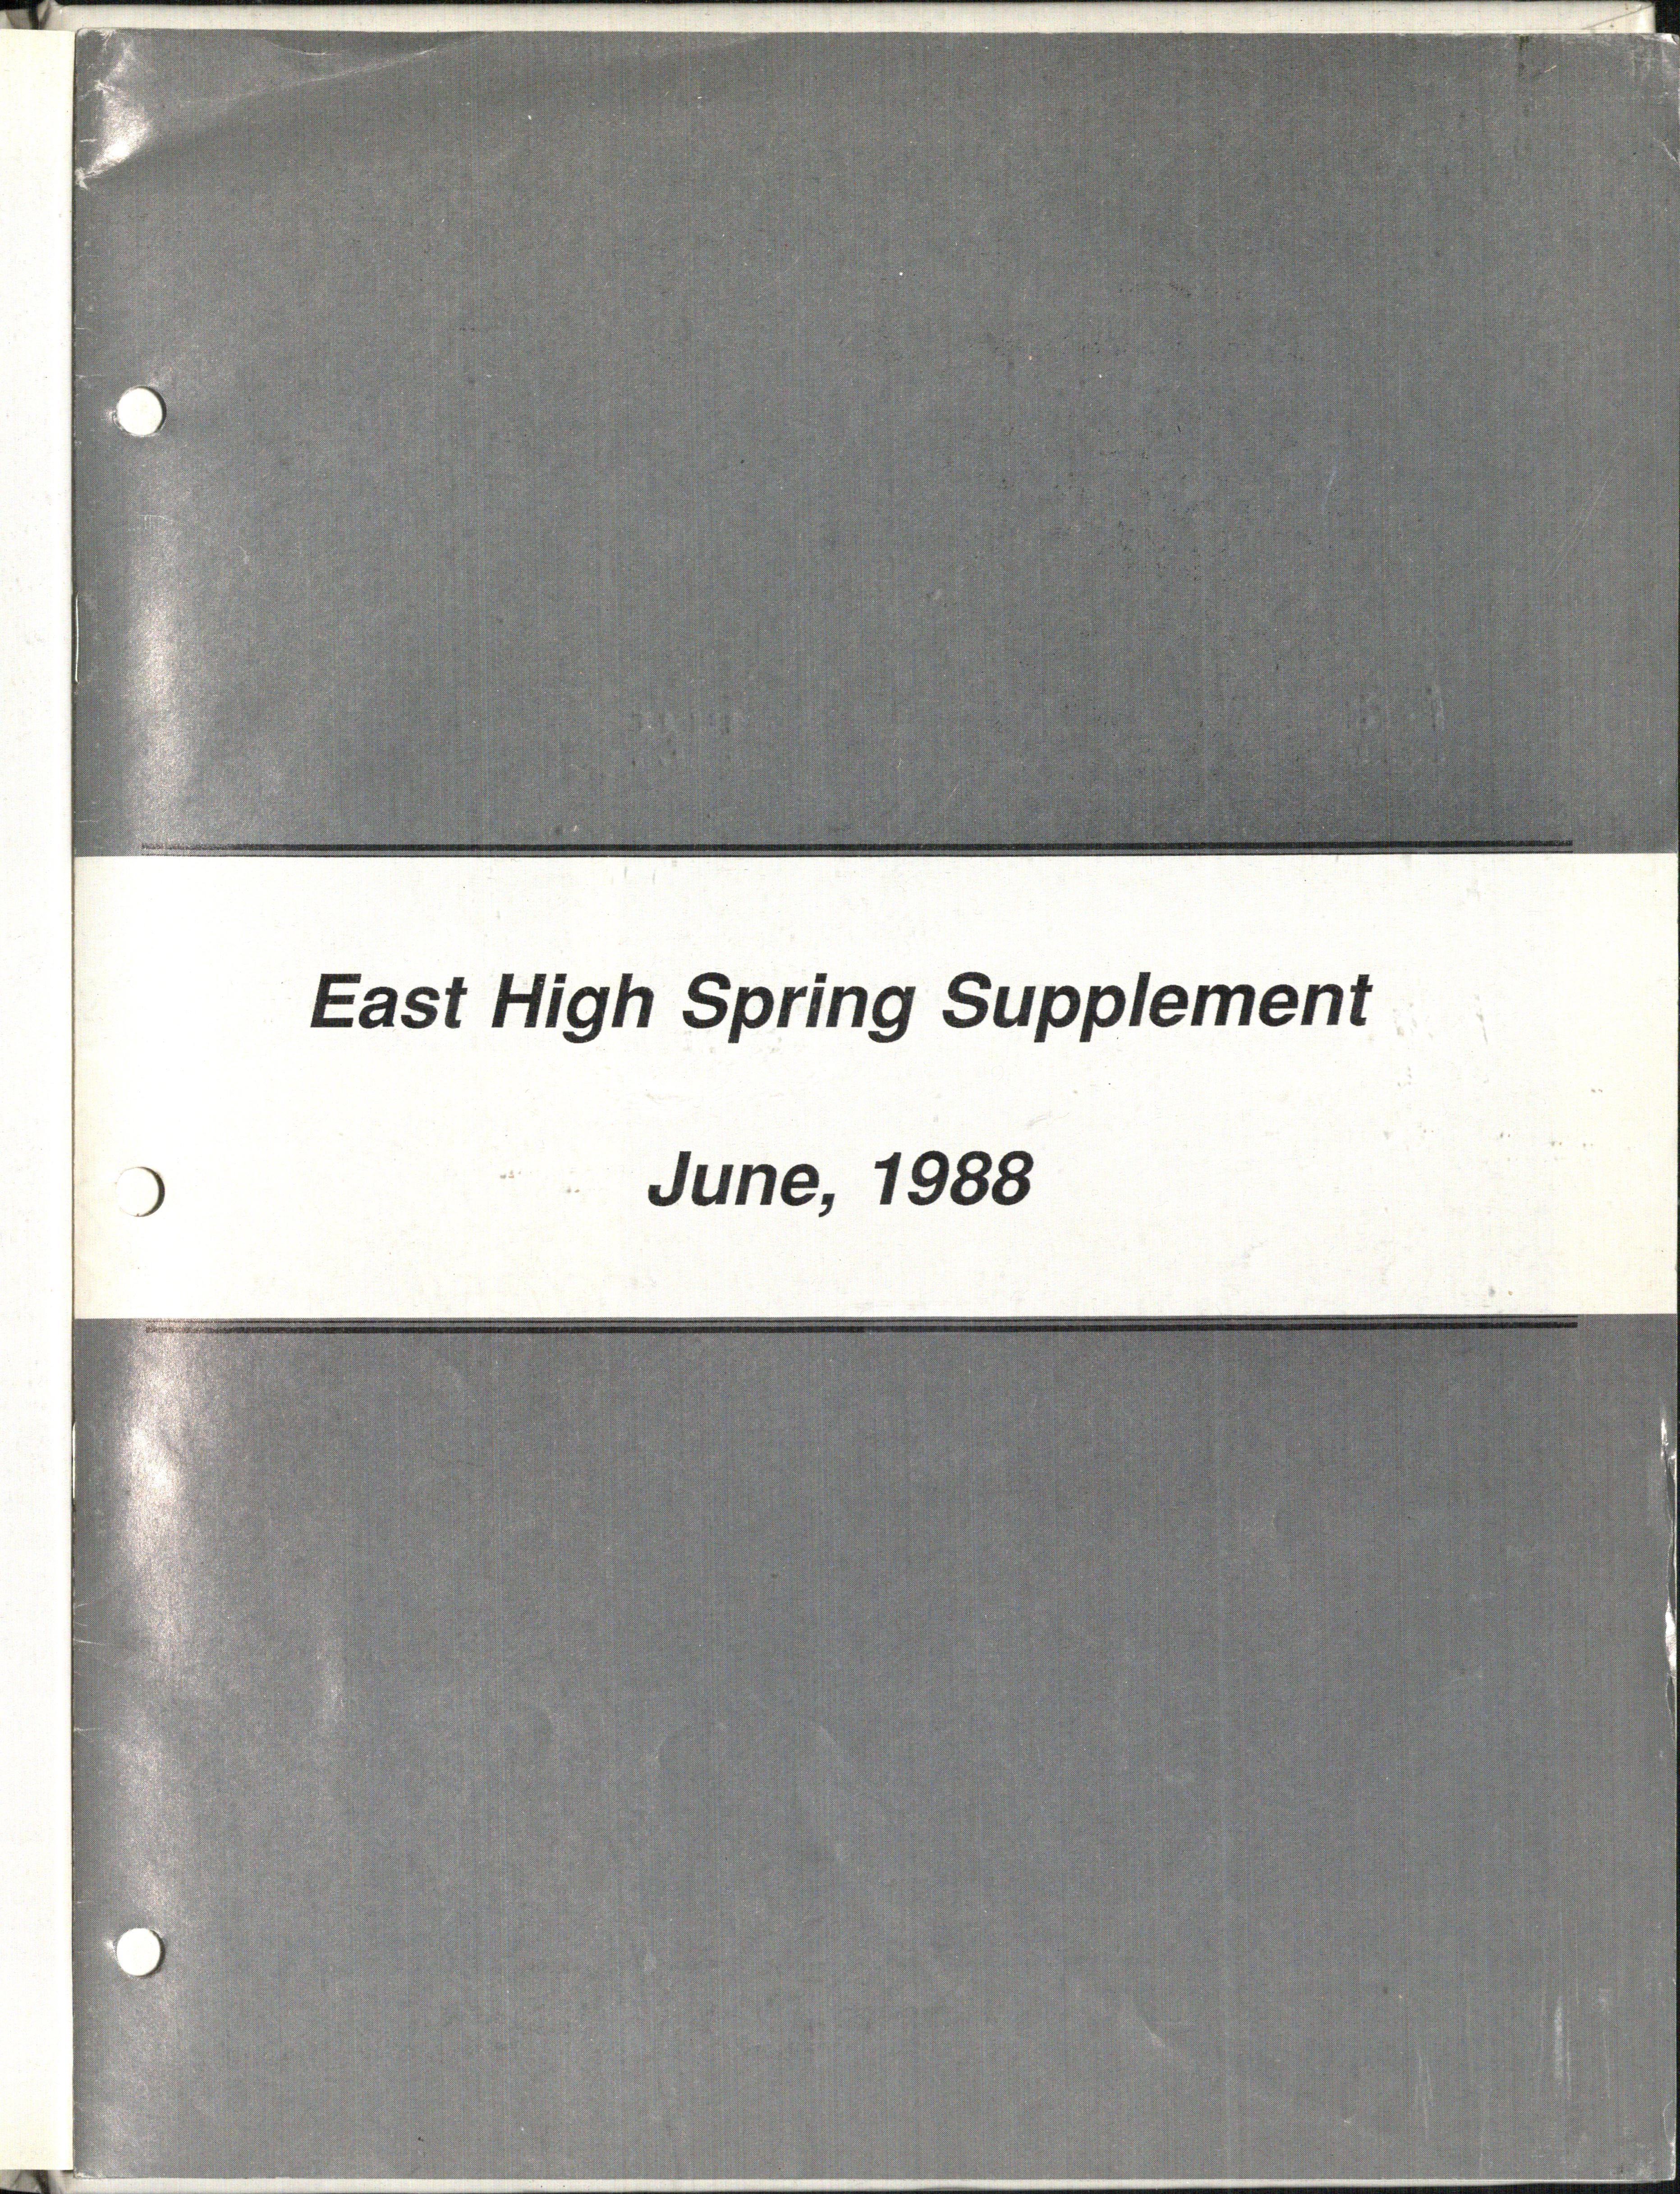 East High Spring Supplement
June, 1988